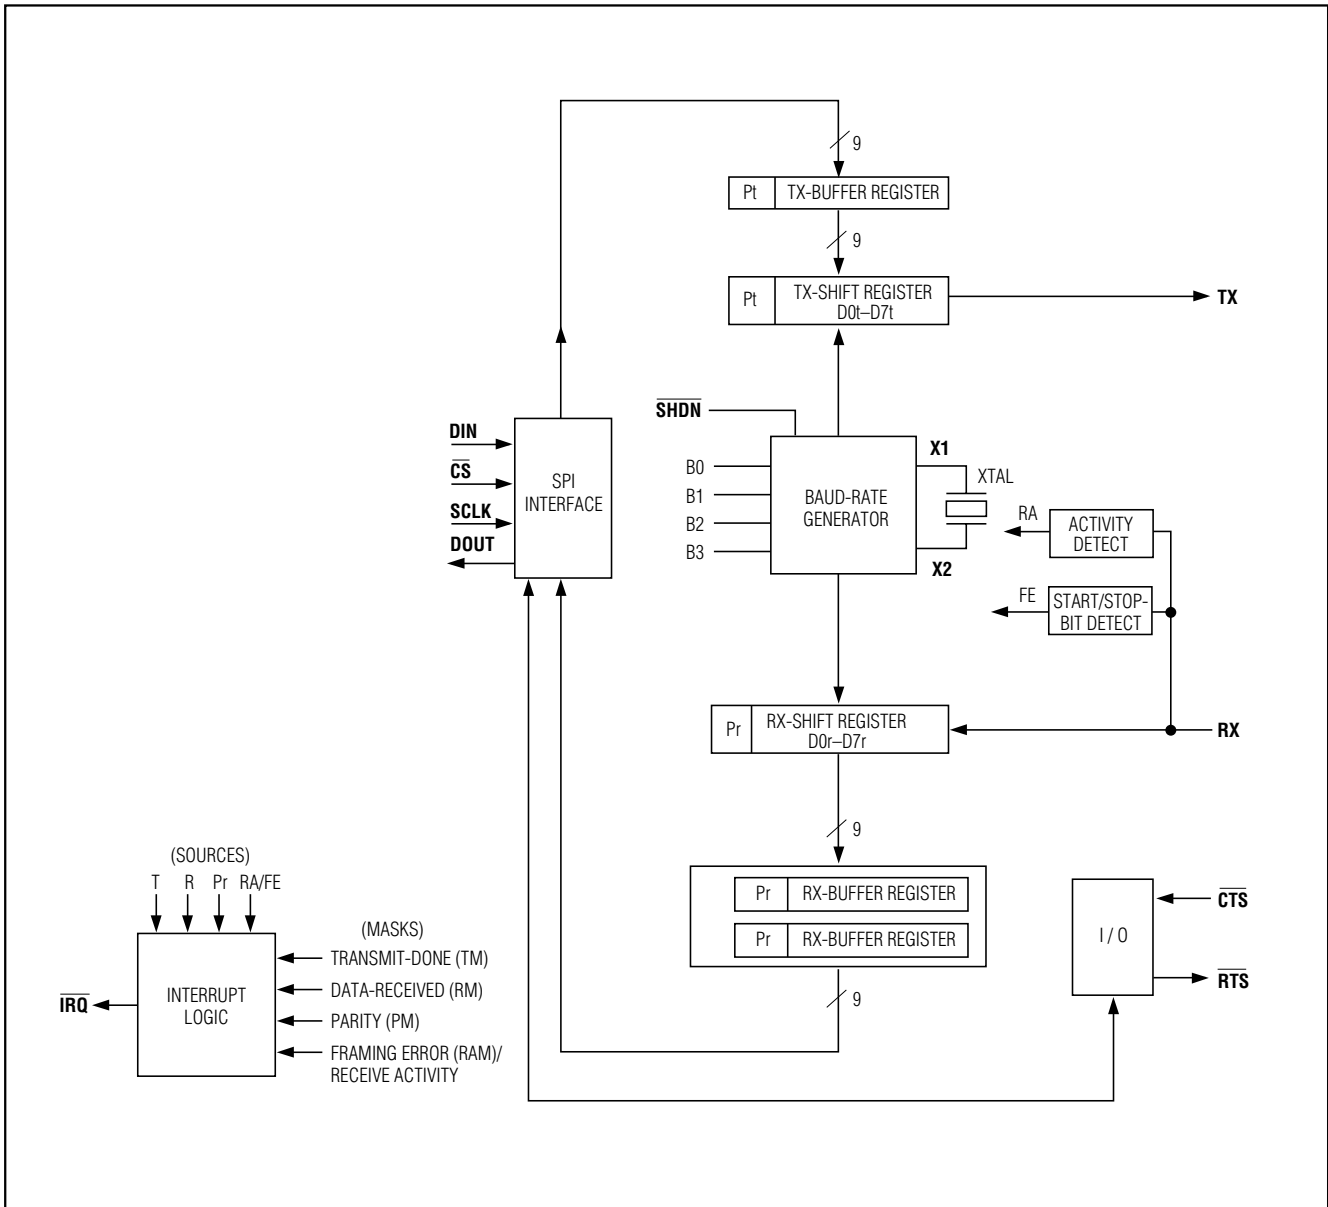 9
Pt TX-BUFFER REGISTER
9
Pt TX-SHIFT REGISTER
D0t–D7t
TX
SHDN
DIN
CS
SCLK
DOUT
SPI
INTERFACE
B0
B1
B2
B3
BAUD-RATE
GENERATOR
X1
XTAL
X2
RA
ACTIVITY
DETECT
FE
START/STOP-
BIT DETECT
Pr RX-SHIFT REGISTER
D0r–D7r
RX
9
Pr RX-BUFFER REGISTER
Pr RX-BUFFER REGISTER
9
I / O
CTS
RTS
(SOURCES)
T R Pr RA/FE
(MASKS)
TRANSMIT-DONE (TM)
DATA-RECEIVED (RM)
PARITY (PM)
FRAMING ERROR (RAM)/
RECEIVE ACTIVITY
INTERRUPT
LOGIC
IRQ